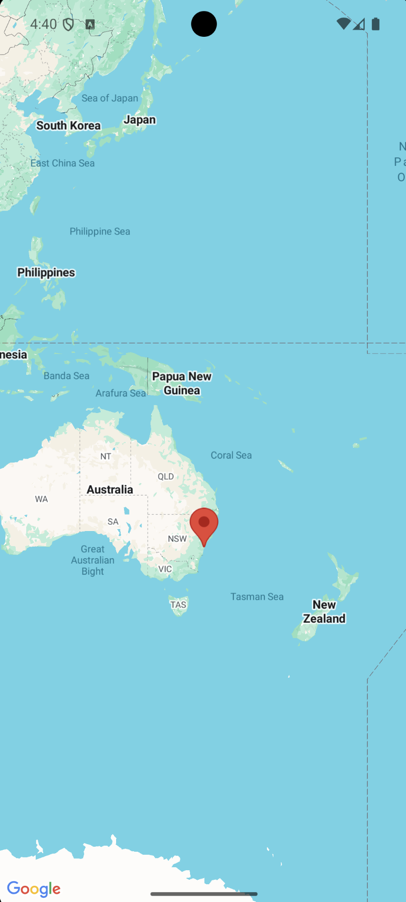 4:40
Sea of Japan
South Korea
Japan
East China Sea
Philippine Sea
Philippines
nesia
Banda Sea
Papua New
Guinea
Arafura Sea
Coral Sea
NT
QLD
WA
Australia
SA
NSW
Great
Australian
Bight
VIC
TAS
Tasman Sea
New
Zealand
Google